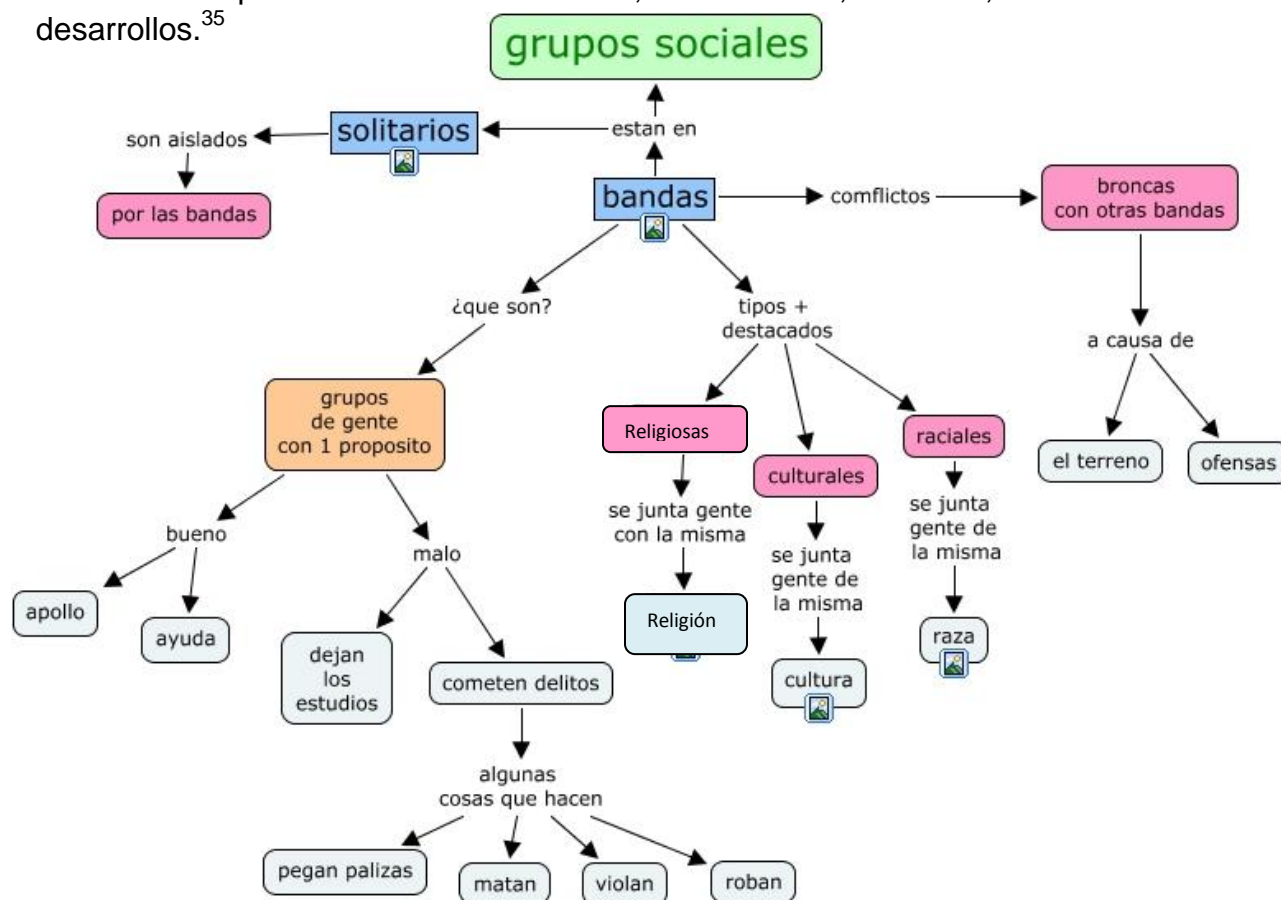 desarrollos.35
grupos sociales
estan en
solitarios
son aislados
por las bandas
bandas
comflictos
broncas
con otras bandas
¿que son?
tipos +
destacados
a causa de
grupos
de gente
con 1 proposito
Religiosas
raciales
culturales
el terreno
ofensas
bueno
malo
se junta gente
con la misma
se junta
gente de
la misma
se junta
gente de
la misma
apollo
ayuda
dejan
los
estudios
cometen delitos
Religión
cultura
raza
algunas
cosas que hacen
pegan palizas
matan
violan
roban